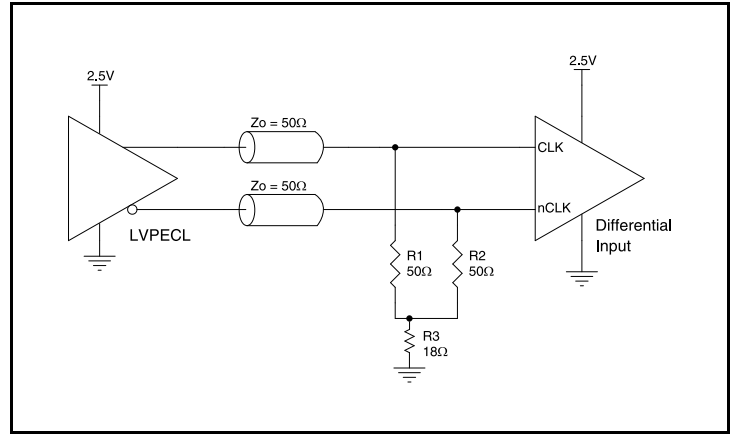 2.5V
2.5V
Zo = 50Ω
CLK
Zo = 50Ω
nCLK
LVPECL
Differential
Input
R1
50Ω
R2
50Ω
R3
18Ω